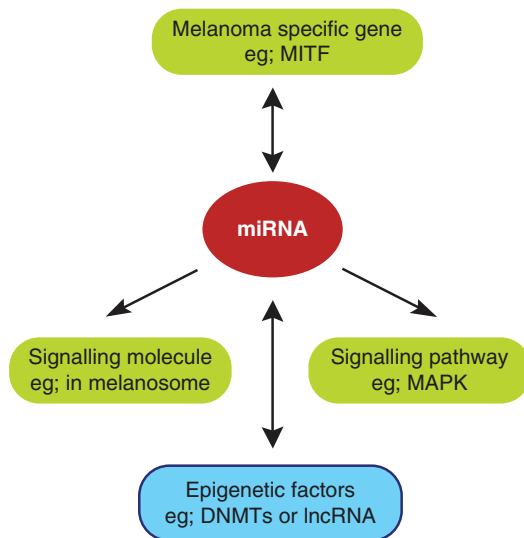 Melanoma specific gene
eg; MITF
miRNA
Signalling molecule
eg; in melanosome
Signalling pathway
eg; MAPK
Epigenetic factors
eg; DNMTs or lncRNA